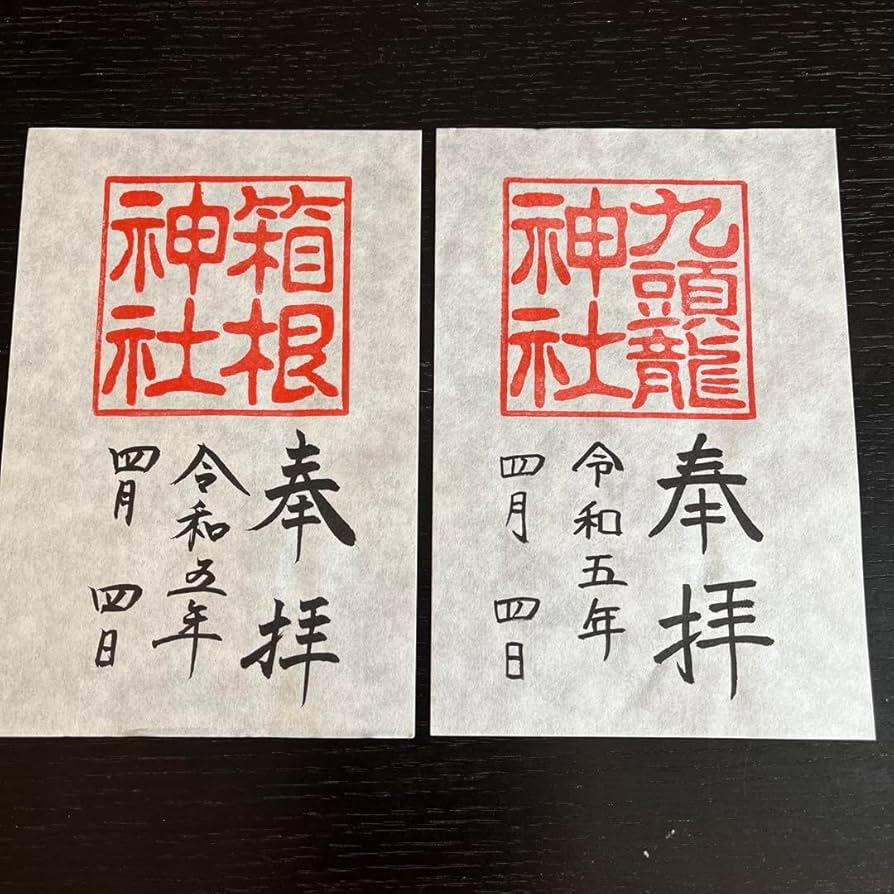 箱根
神社
奉拝
令和五年
四月 四日
九頭龍
神社
奉拝
令和五年
四月 四日